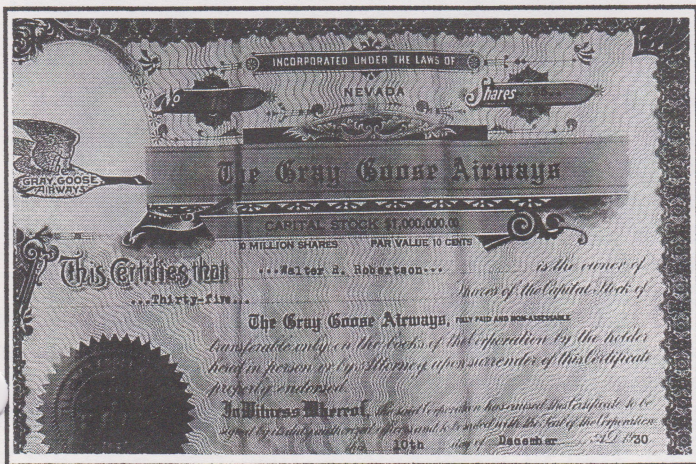 INCORPORATED UNDER THE LAWS OF
NEVADA
No
Shares
GRAY GOOSE
AIRWAYS
The Gray Goose Airways
CAPITAL STOCK $1,000,000.00
10 MILLION SHARES PAR VALUE 10 CENTS
This Certifies that ...Walter R. Robertson... is the owner of
...Thirty-five... Shares of the Capital Stock of
The Gray Goose Airways, FULLY PAID AND NON-ASSESSABLE
transferable only on the books of the Corporation by the holder
hereof in person or by Attorney upon surrender of this Certificate
properly endorsed.
In Witness Whereof, the said Corporation has caused this Certificate to be
signed by its duly authorized officers and to be sealed with the Seal of the Corporation
this 10th day of December A.D. 1930